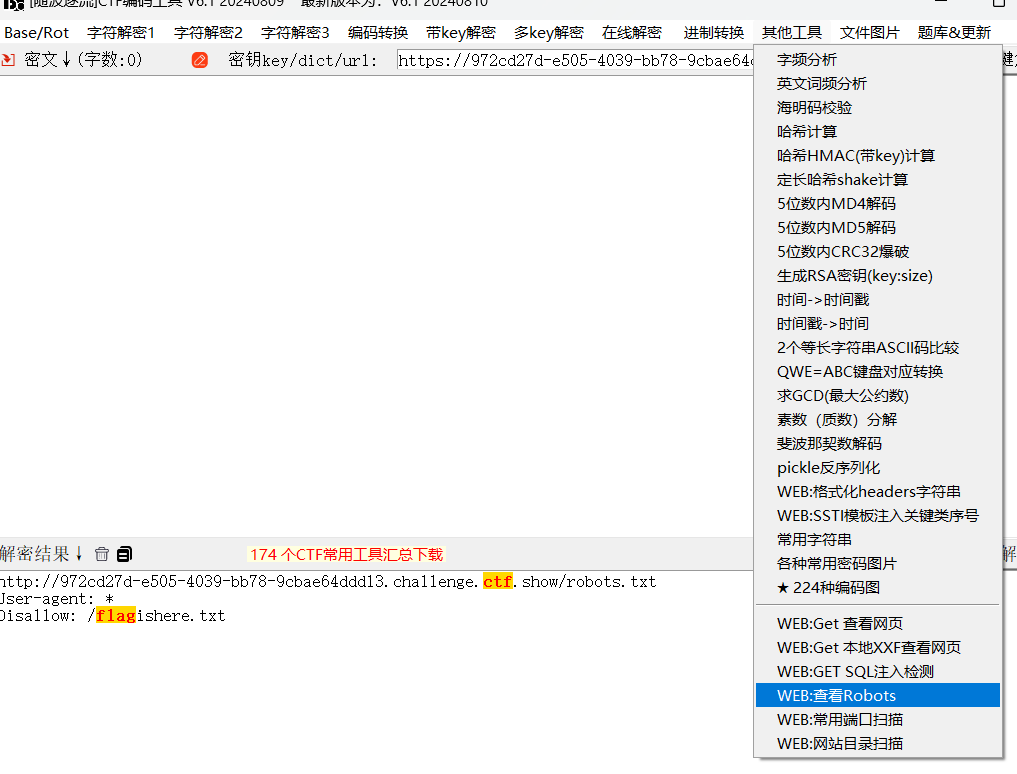 [随波逐流]CTF编码工具 V6.1 20240809 最新版本为：V6.1 20240810
Base/Rot 字符解密1 字符解密2 字符解密3 编码转换 带key解密 多key解密 在线解密 进制转换 其他工具 文件图片 题库&更新
密文↓(字数:0) 密钥key/dict/url: https://972cd27d-e505-4039-bb78-9cbae64
字频分析
英文词频分析
海明码校验
哈希计算
哈希HMAC(带key)计算
定长哈希shake计算
5位数内MD4解码
5位数内MD5解码
5位数内CRC32爆破
生成RSA密钥(key:size)
时间->时间戳
时间戳->时间
2个等长字符串ASCII码比较
QWE=ABC键盘对应转换
求GCD(最大公约数)
素数（质数）分解
斐波那契数解码
pickle反序列化
WEB:格式化headers字符串
WEB:SSTI模板注入关键类序号
常用字符串
各种常用密码图片
★ 224种编码图
WEB:Get 查看网页
WEB:Get 本地XXF查看网页
WEB:GET SQL注入检测
WEB:查看Robots
WEB:常用端口扫描
WEB:网站目录扫描
解密结果↓ 174 个CTF常用工具汇总下载 解
http://972cd27d-e505-4039-bb78-9cbae64ddd13.challenge.ctf.show/robots.txt
User-agent: *
Disallow: /flagishere.txt